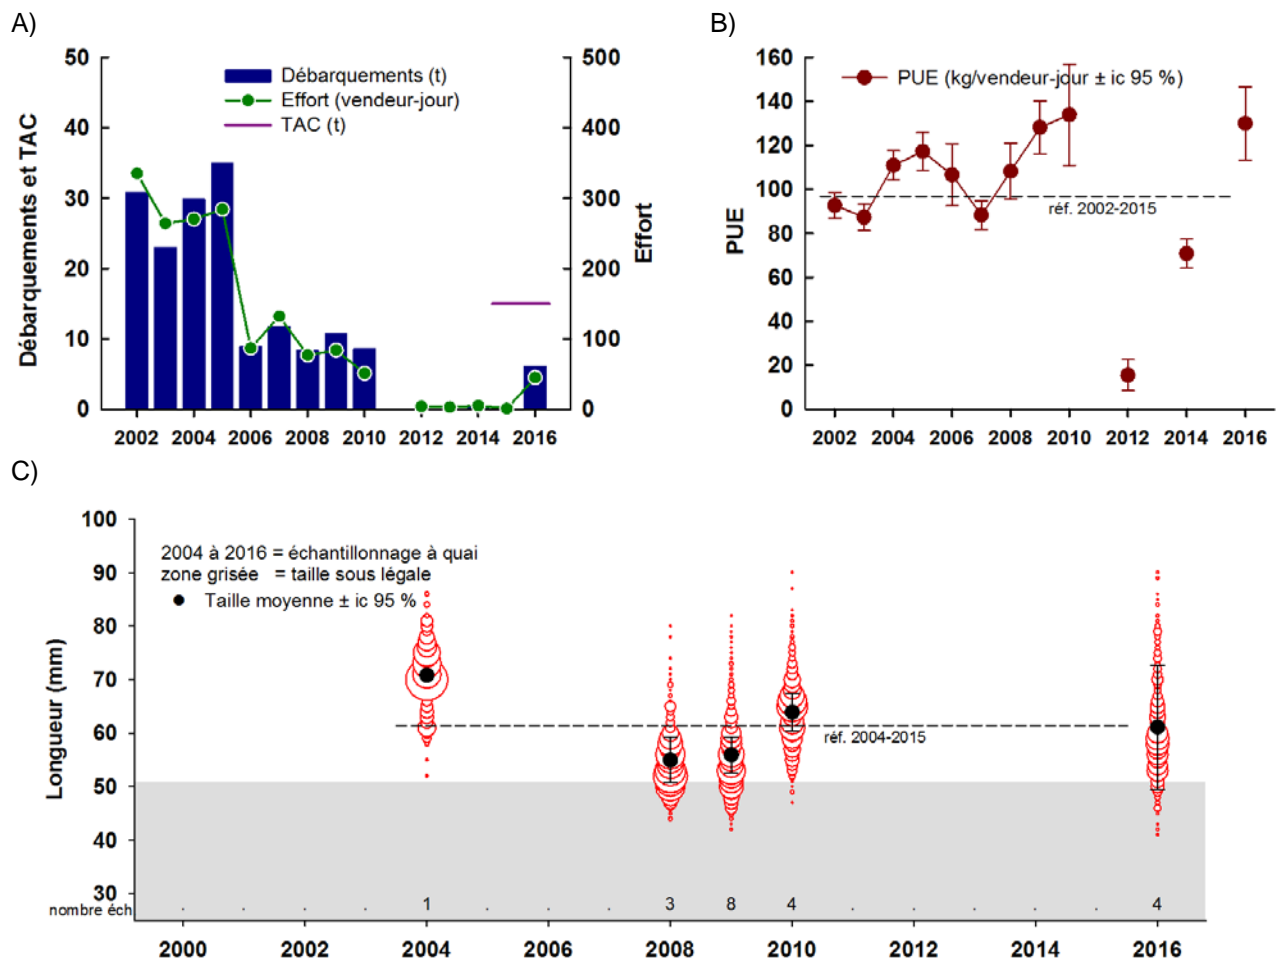 A)
50
40
30
20
10
0
Débarquements et TAC
Débarquements (t)
Effort (vendeur-jour)
TAC (t)
500
400
300
200
100
0
Effort
2002 2004 2006 2008 2010 2012 2014 2016
B)
160
140
120
100
80
60
40
20
0
PUE
PUE (kg/vendeur-jour ± ic 95 %)
réf. 2002-2015
2002 2004 2006 2008 2010 2012 2014 2016
C)
100
90
80
70
60
50
40
30
Longueur (mm)
2004 à 2016 = échantillonnage à quai
zone grisée = taille sous légale
Taille moyenne ± ic 95 %
réf. 2004-2015
nombre éch . . . . 1 . . . 3 8 4 . . . . . 4
2000 2002 2004 2006 2008 2010 2012 2014 2016